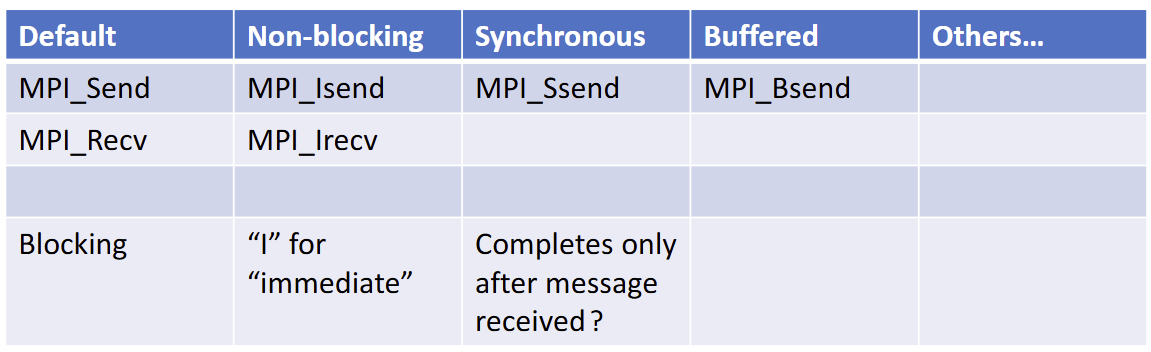 Default Non-blocking Synchronous Buffered Others...
MPI_Send MPI_Isend MPI_Ssend MPI_Bsend
MPI_Recv MPI_Irecv
Blocking “I” for Completes only
“immediate” after message
received ?